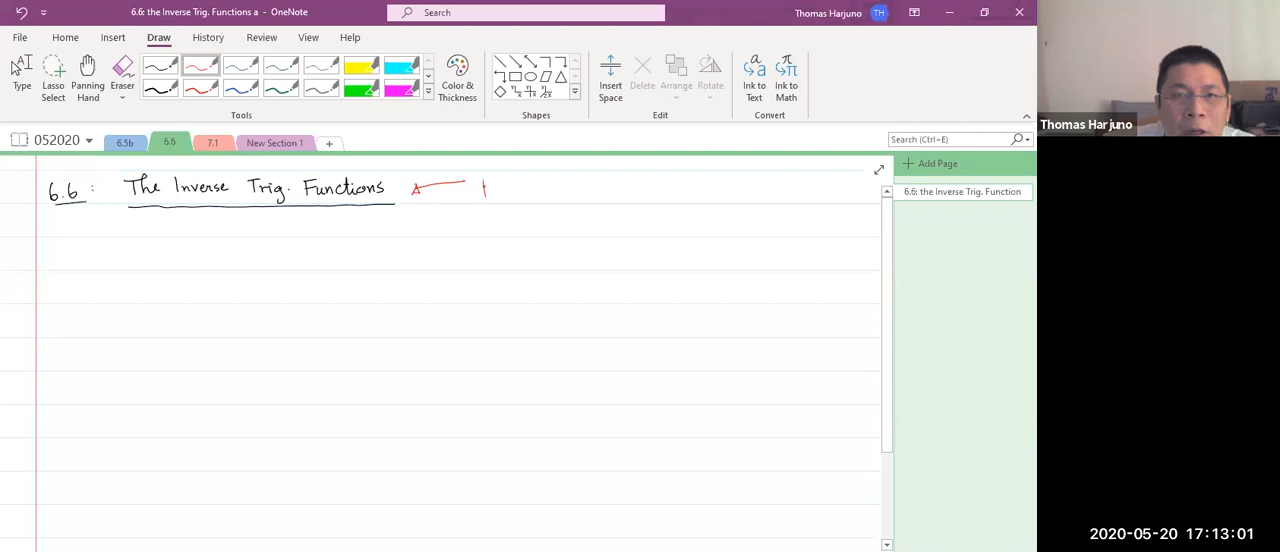 6.6: the Inverse Trig. Functions a - OneNote
Search
Thomas Harjuno
TH
File Home Insert Draw History Review View Help
Type
Lasso Select
Panning Hand
Eraser
Color & Thickness
Insert Space
Delete
Arrange
Rotate
Ink to Text
Ink to Math
Tools
Shapes
Edit
Convert
Thomas Harjuno
052020
6.5b
6.6
7.1
New Section 1
Search (Ctrl+E)
Add Page
6.6: the Inverse Trig. Function
6.6 : The Inverse Trig. Functions
2020-05-20 17:13:01